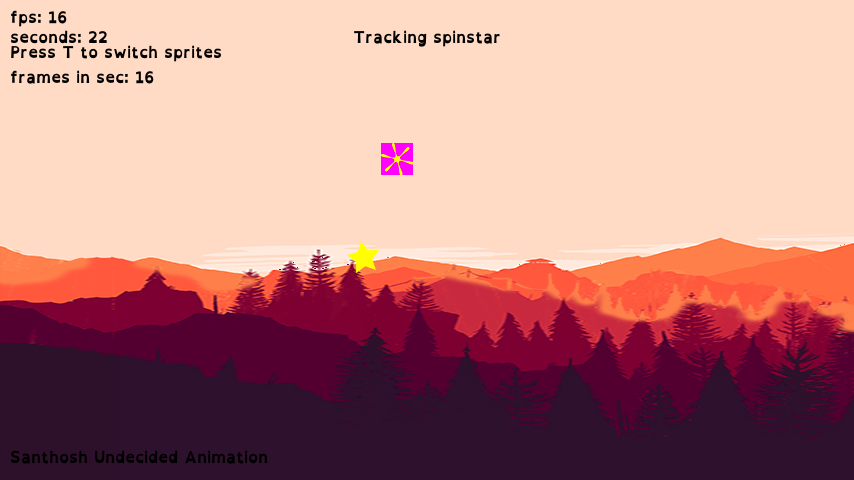 fps: 16
seconds: 22
Press T to switch sprites
frames in sec: 16
Tracking spinstar
Santhosh Undecided Animation